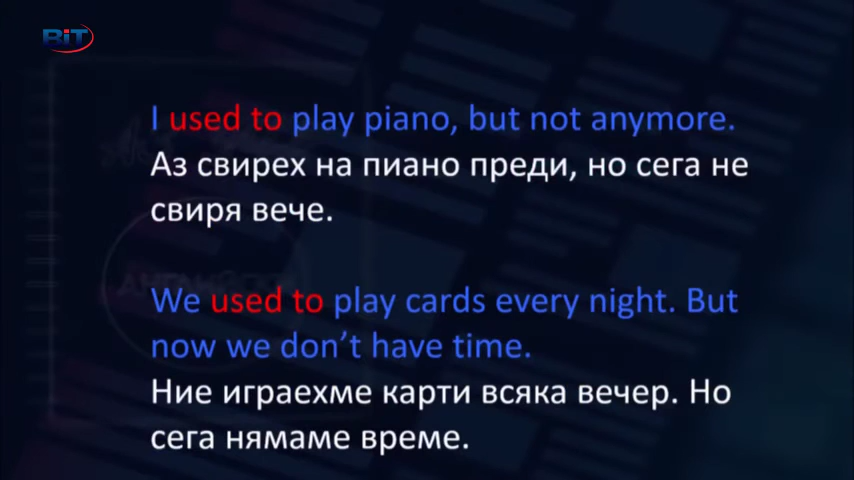 BiT
I used to play piano, but not anymore.
Аз свирех на пиано преди, но сега не
свиря вече.
We used to play cards every night. But
now we don’t have time.
Ние играехме карти всяка вечер. Но
сега нямаме време.